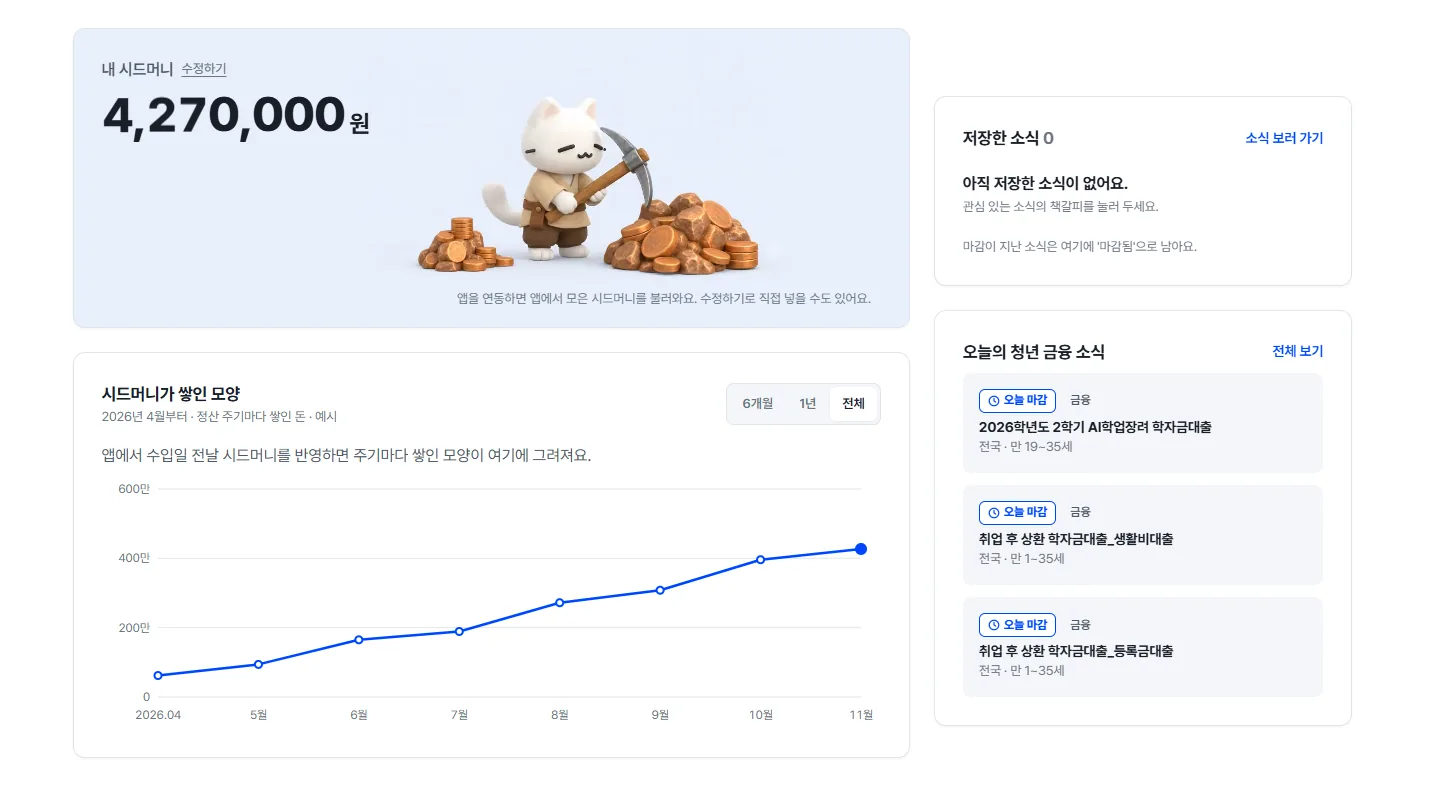 내 시드머니 수정하기
4,270,000원
앱을 연동하면 앱에서 모은 시드머니를 불러와요. 수정하기로 직접 넣을 수도 있어요.
시드머니가 쌓인 모양
2026년 4월부터 · 정산 주기마다 쌓인 돈 · 예시
6개월 1년 전체
앱에서 수입일 전날 시드머니를 반영하면 주기마다 쌓인 모양이 여기에 그려져요.
600만
400만
200만
0
2026.04 5월 6월 7월 8월 9월 10월 11월
저장한 소식 0 소식 보러 가기
아직 저장한 소식이 없어요.
관심 있는 소식의 책갈피를 눌러 두세요.
마감이 지난 소식은 여기에 '마감됨'으로 남아요.
오늘의 청년 금융 소식 전체 보기
오늘 마감 금융
2026학년도 2학기 AI학업장려 학자금대출
전국 · 만 19~35세
오늘 마감 금융
취업 후 상환 학자금대출_생활비대출
전국 · 만 1~35세
오늘 마감 금융
취업 후 상환 학자금대출_등록금대출
전국 · 만 1~35세